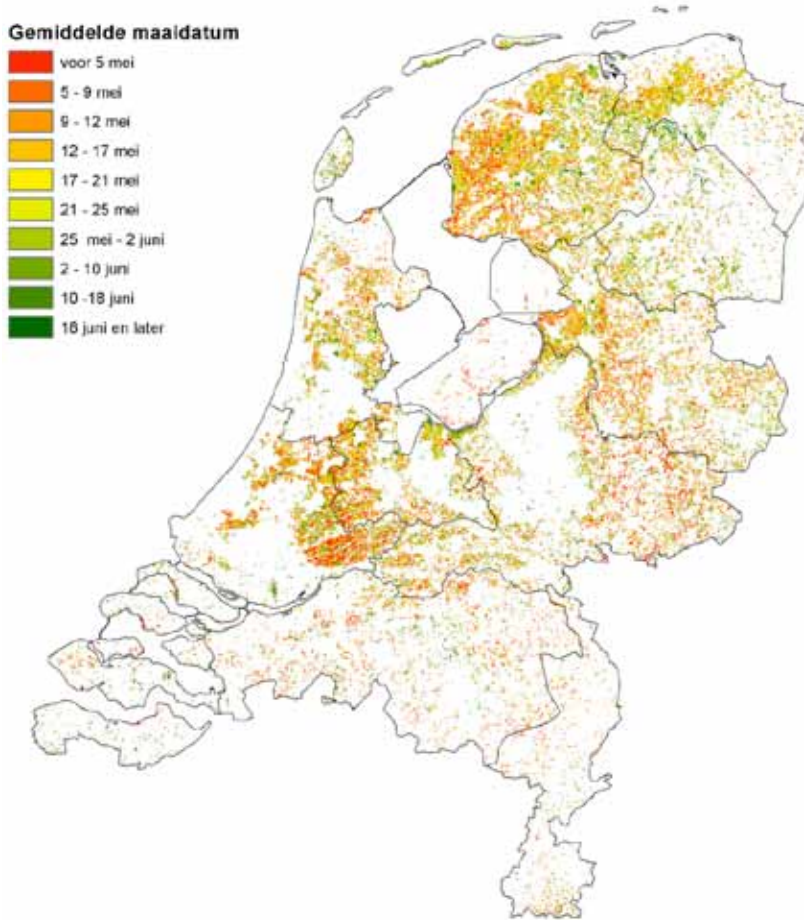 Gemiddelde maaidatum
voor 5 mei
5 - 9 mei
9 - 12 mei
12 - 17 mei
17 - 21 mei
21 - 25 mei
25 mei - 2 juni
2 - 10 juni
10 -18 juni
18 juni en later